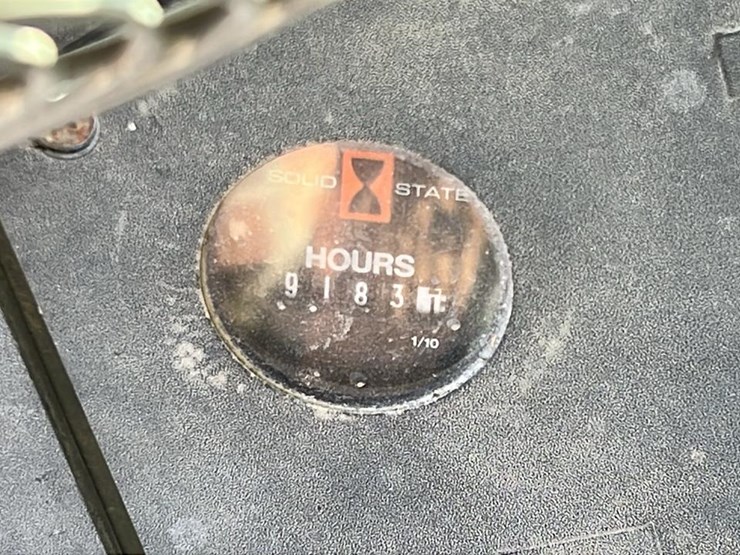 SOLID STATE
HOURS
9183
1/10